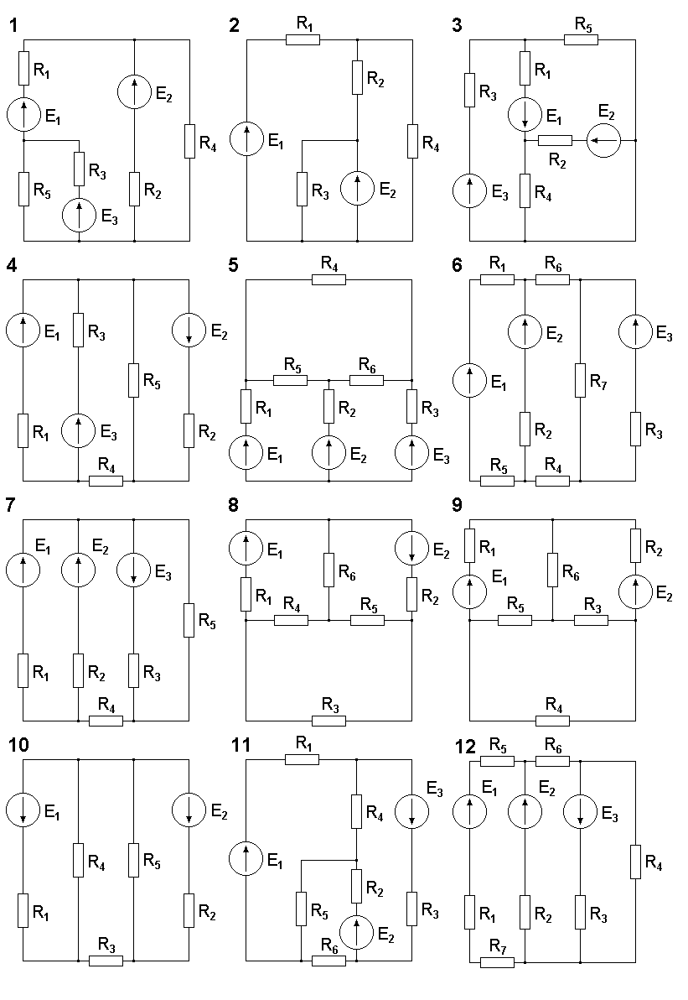 1
R₁
E₁
R₅
R₃
E₃
E₂
R₂
R₄
2
R₁
R₂
E₁
R₄
R₃
E₂
3
R₅
R₃
R₁
E₁
E₂
R₂
E₃
R₄
4
E₁
R₃
E₂
R₅
R₁
E₃
R₂
R₄
5
R₄
R₅
R₆
R₁
R₂
R₃
E₁
E₂
E₃
6
R₁
R₆
E₂
E₃
E₁
R₇
R₂
R₃
R₅
R₄
7
E₁
E₂
E₃
R₅
R₁
R₂
R₃
R₄
8
E₁
E₂
R₆
R₁
R₂
R₄
R₅
R₃
9
R₁
R₂
R₆
E₁
E₂
R₅
R₃
R₄
10
E₁
E₂
R₄
R₅
R₁
R₂
R₃
11
R₁
E₃
R₄
E₁
R₂
R₅
R₃
E₂
R₆
12
R₅
R₆
E₁
E₂
E₃
R₄
R₁
R₂
R₃
R₇